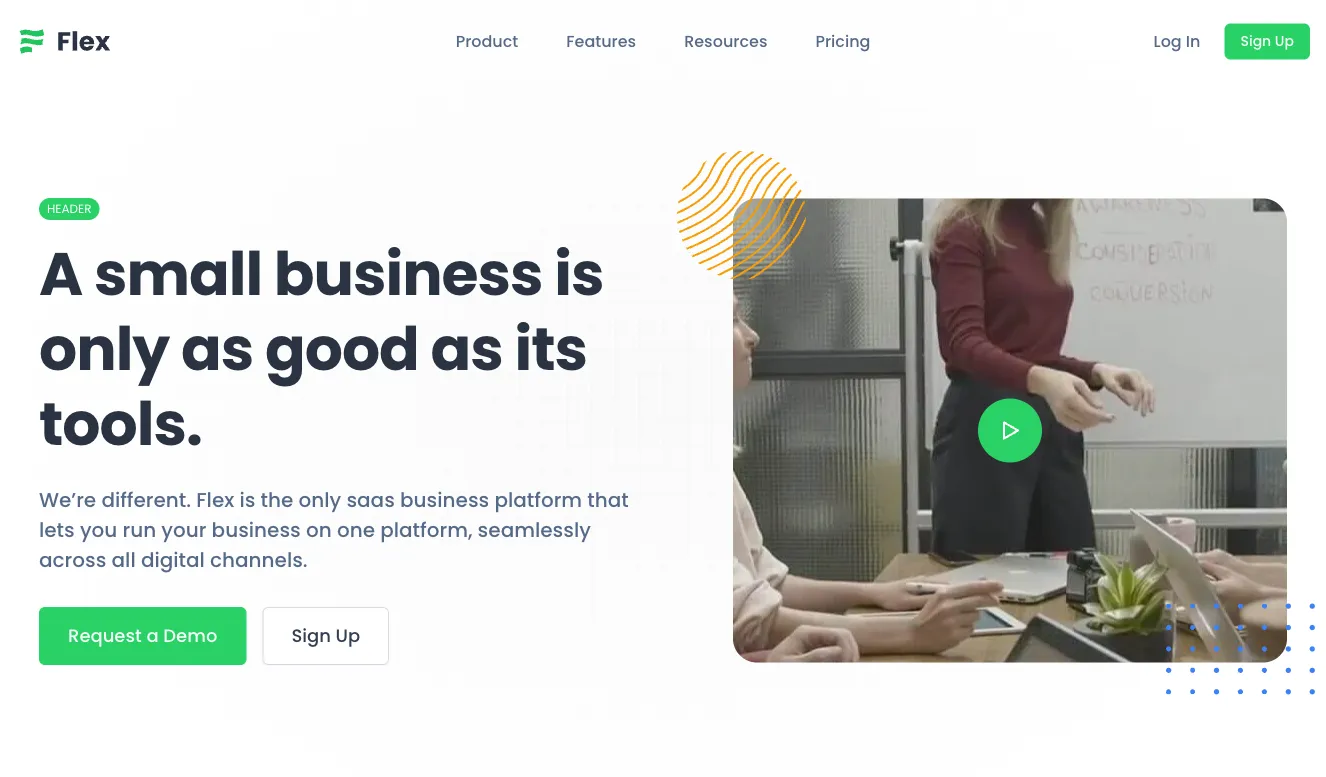 Flex
Product Features Resources Pricing
Log In Sign Up
HEADER
A small business is
only as good as its
tools.
We’re different. Flex is the only saas business platform that
lets you run your business on one platform, seamlessly
across all digital channels.
Request a Demo Sign Up
AWARENESS
CONSIDERATION
CONVERSION